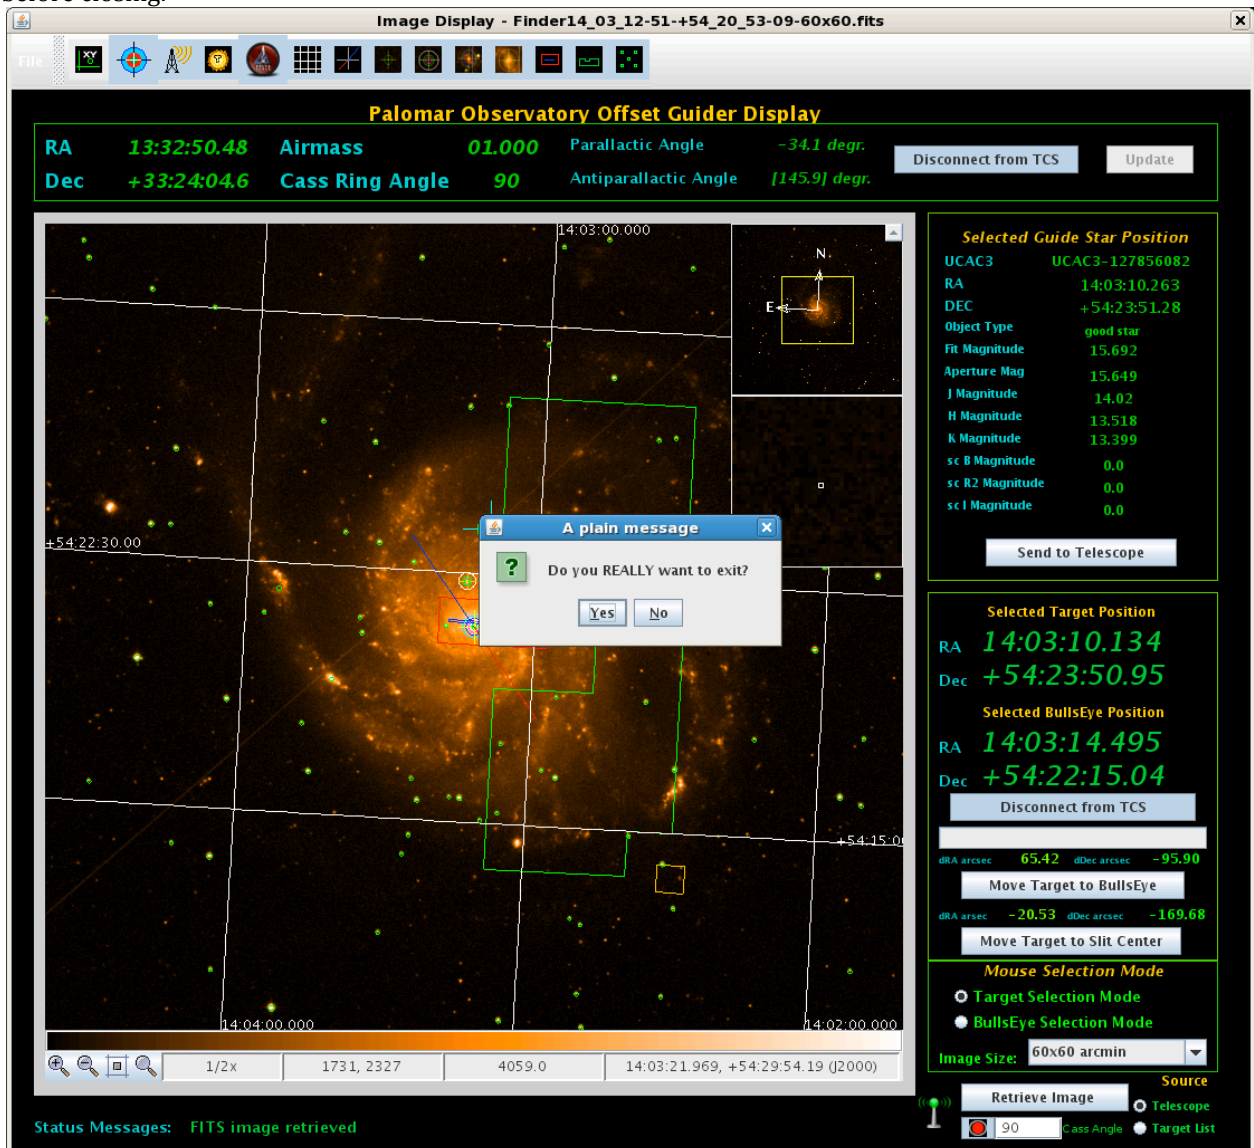 before closing.
Image Display - Finder14_03_12-51-+54_20_53-09-60x60.fits
File
XY
Palomar Observatory Offset Guider Display
RA 13:32:50.48 Airmass 01.000 Parallactic Angle -34.1 degr.
Disconnect from TCS Update
Dec +33:24:04.6 Cass Ring Angle 90 Antiparallactic Angle [145.9] degr.
14:03:00.000
N
E
+54:22:30.00
+54:15:0
14:04:00.000
14:02:00.000
A plain message
?
Do you REALLY want to exit?
Yes No
Selected Guide Star Position
UCAC3 UCAC3-127856082
RA 14:03:10.263
DEC +54:23:51.28
Object Type good star
Fit Magnitude 15.692
Aperture Mag 15.649
J Magnitude 14.02
H Magnitude 13.518
K Magnitude 13.399
sc B Magnitude 0.0
sc R2 Magnitude 0.0
sc I Magnitude 0.0
Send to Telescope
Selected Target Position
RA 14:03:10.134
Dec +54:23:50.95
Selected BullsEye Position
RA 14:03:14.495
Dec +54:22:15.04
Disconnect from TCS
dRA arcsec 65.42 dDec arcsec -95.90
Move Target to BullsEye
dRA arsec -20.53 dDec arcsec -169.68
Move Target to Slit Center
Mouse Selection Mode
Target Selection Mode
BullsEye Selection Mode
Image Size: 60x60 arcmin
1/2x 1731, 2327 4059.0 14:03:21.969, +54:29:54.19 (J2000)
Source
Retrieve Image Telescope
90 Cass Angle Target List
Status Messages: FITS image retrieved